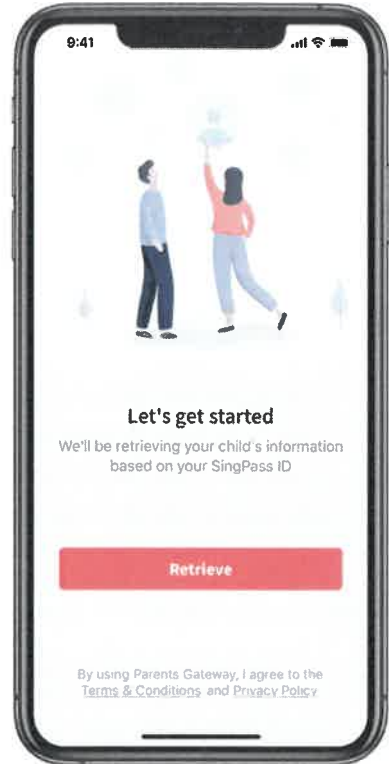 9:41
Let's get started
We'll be retrieving your child's information
based on your SingPass ID
Retrieve
By using Parents Gateway, I agree to the
Terms & Conditions and Privacy Policy